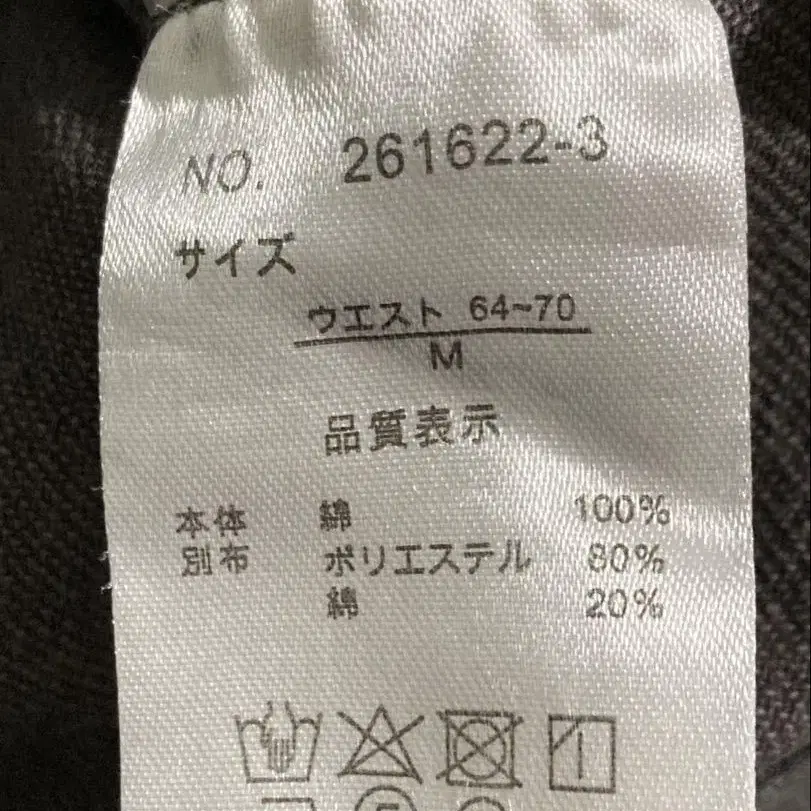 NO. 261622-3
サイズ
ウエスト 64~70
M
品質表示
本体 綿 100%
別布 ポリエステル 80%
綿 20%